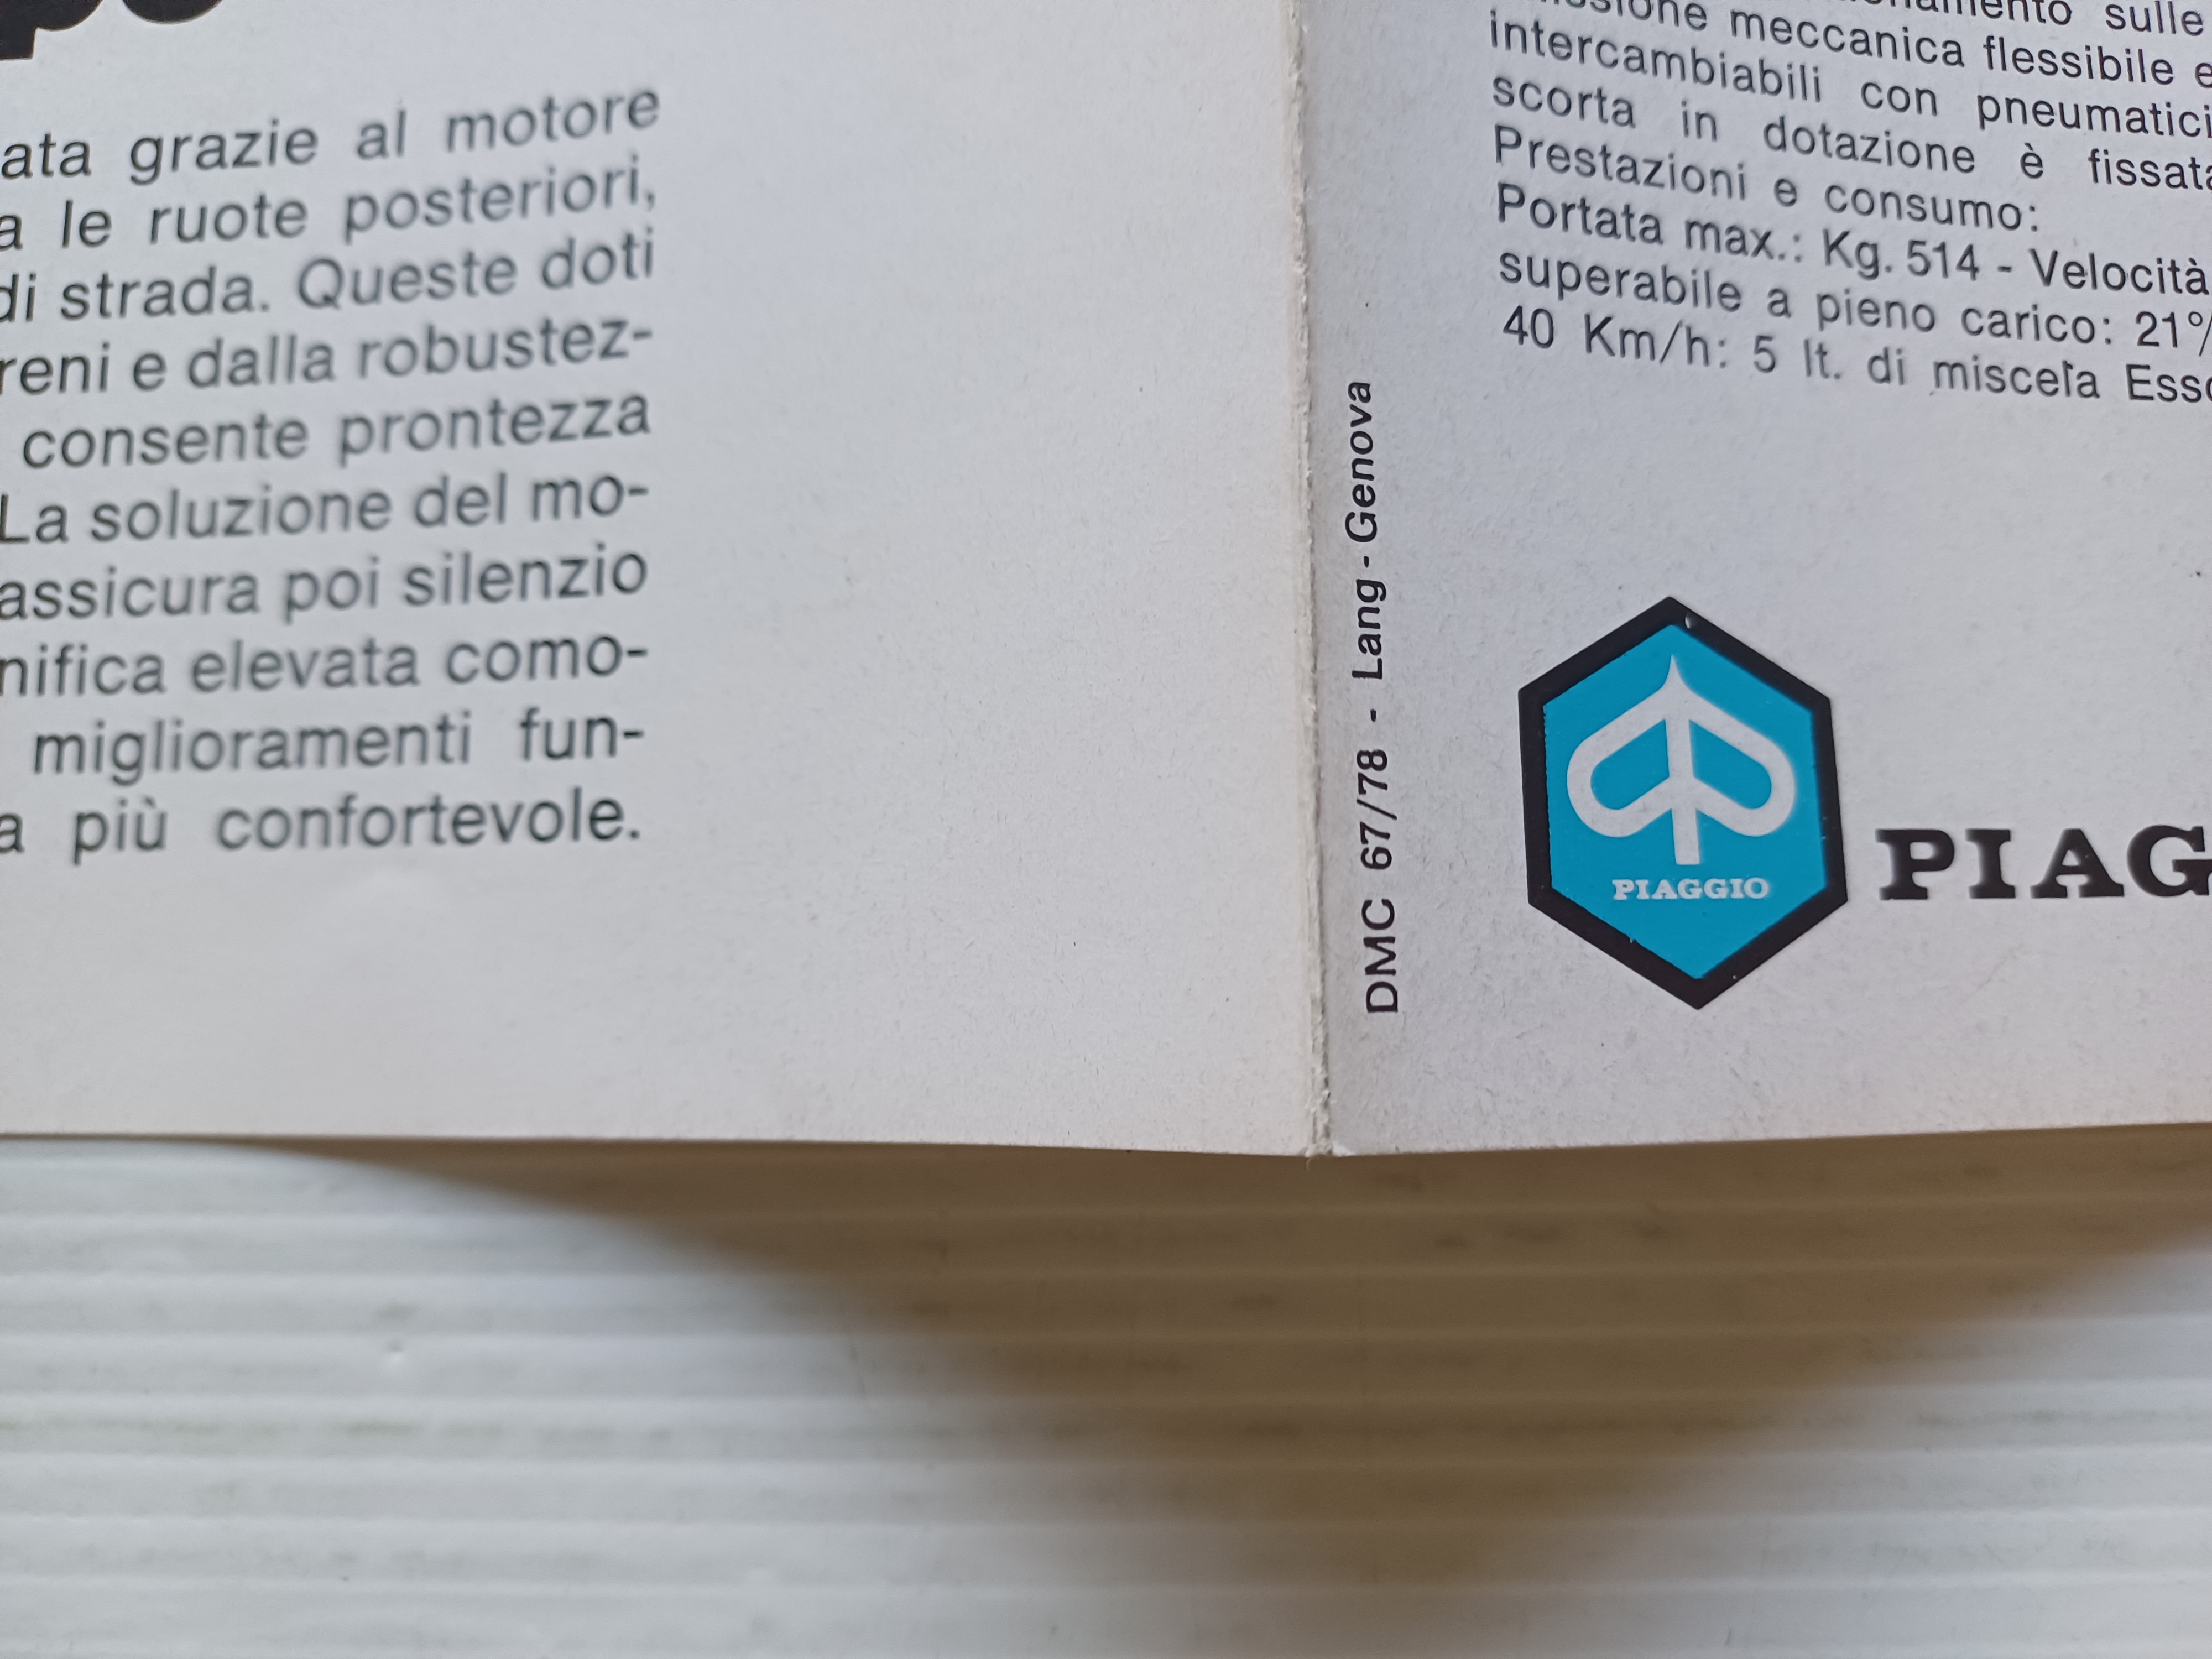 ata grazie al motore
a le ruote posteriori,
di strada. Queste doti
reni e dalla robustez-
consente prontezza
La soluzione del mo-
assicura poi silenzio
nifica elevata como-
miglioramenti fun-
a più confortevole.
sulle
meccanica flessibile e
intercambiabili con pneumatici
scorta in dotazione è fissata
Prestazioni e consumo:
Portata max.: Kg. 514 - Velocità
superabile a pieno carico: 21%
40 Km/h: 5 lt. di miscela Esso
DMC 67/78 - Lang - Genova
PIAGGIO
PIAG